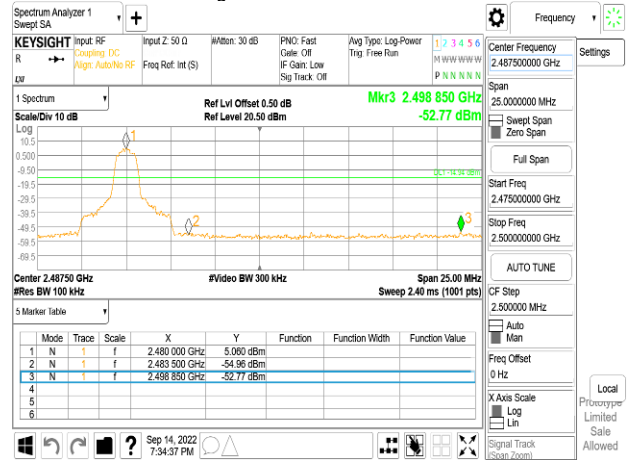 Spectrum Analyzer 1
Swept SA
Frequency
KEYSIGHT Input: RF Input Z: 50 Ω #Atten: 30 dB PNO: Fast Avg Type: Log-Power 1 2 3 4 5 6
R Coupling: DC Gate: Off Trig: Free Run
Align: Auto/No RF Freq Ref: Int (S) IF Gain: Low M W W W W W
Sig Track: Off P N N N N N
LXI
1 Spectrum
Ref Lvl Offset 0.50 dB Mkr3 2.498 850 GHz
Scale/Div 10 dB Ref Level 20.50 dBm -52.77 dBm
Log
10.5
0.500
-9.50
-19.5
-29.5
-39.5
-49.5
-59.5
-69.5
1
2
3
DL1 -14.94 dBm
Center 2.48750 GHz #Video BW 300 kHz Span 25.00 MHz
#Res BW 100 kHz Sweep 2.40 ms (1001 pts)
5 Marker Table
Mode Trace Scale X Y Function Function Width Function Value
1 N 1 f 2.480 000 GHz 5.060 dBm
2 N 1 f 2.483 500 GHz -54.96 dBm
3 N 1 f 2.498 850 GHz -52.77 dBm
4
5
6
?
Sep 14, 2022
7:34:37 PM
Center Frequency
2.487500000 GHz
Settings
Span
25.0000000 MHz
Swept Span
Zero Span
Full Span
Start Freq
2.475000000 GHz
Stop Freq
2.500000000 GHz
AUTO TUNE
CF Step
2.500000 MHz
Auto
Man
Freq Offset
0 Hz
X Axis Scale
Log
Lin
Signal Track
(Span Zoom)
Local
Prototype
Limited
Sale
Allowed